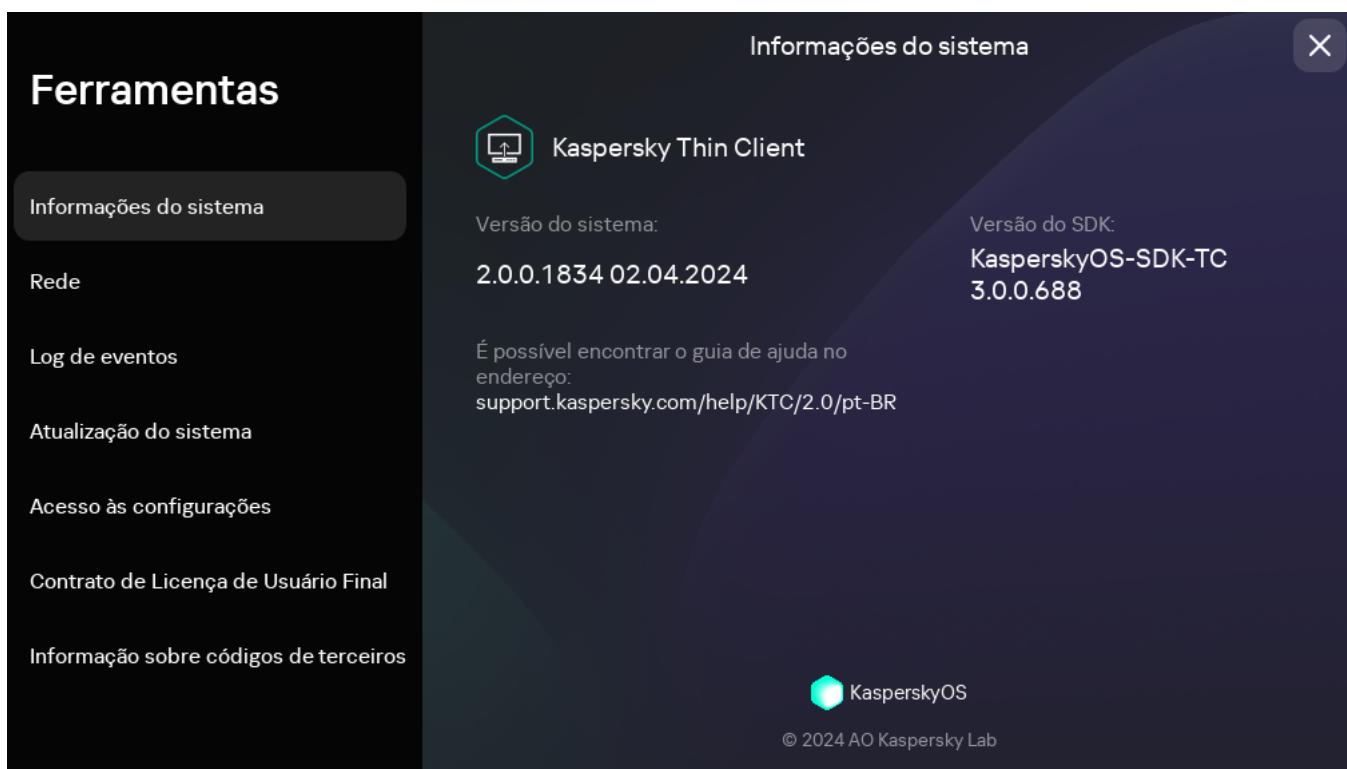 Ferramentas
Informações do sistema
Rede
Log de eventos
Atualização do sistema
Acesso às configurações
Contrato de Licença de Usuário Final
Informação sobre códigos de terceiros
Informações do sistema
Kaspersky Thin Client
Versão do sistema:
2.0.0.1834 02.04.2024
Versão do SDK:
KasperskyOS-SDK-TC
3.0.0.688
É possível encontrar o guia de ajuda no
endereço:
support.kaspersky.com/help/KTC/2.0/pt-BR
KasperskyOS
© 2024 AO Kaspersky Lab